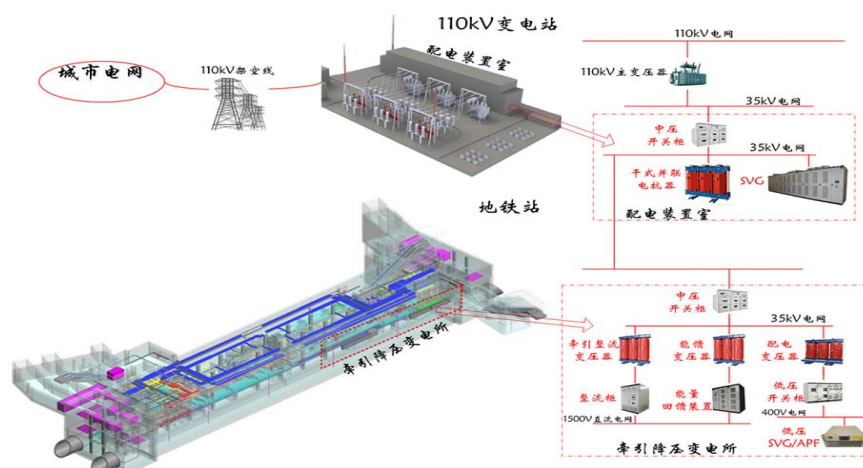 110kV变电站
配电装置室
110kV架空线
城市电网
110kV电网
110kV主变压器
35kV电网
中压
开关柜
35kV电网
干式并联
电抗器
SVG
配电装置室
地铁站
牵引降压变电所
中压
开关柜
35kV电网
牵引整流
变压器
能馈
变压器
配电
变压器
整流柜
能量
回馈装置
低压
开关柜
1500V直流电网
400V电网
低压
SVG/APF
牵引降压变电所